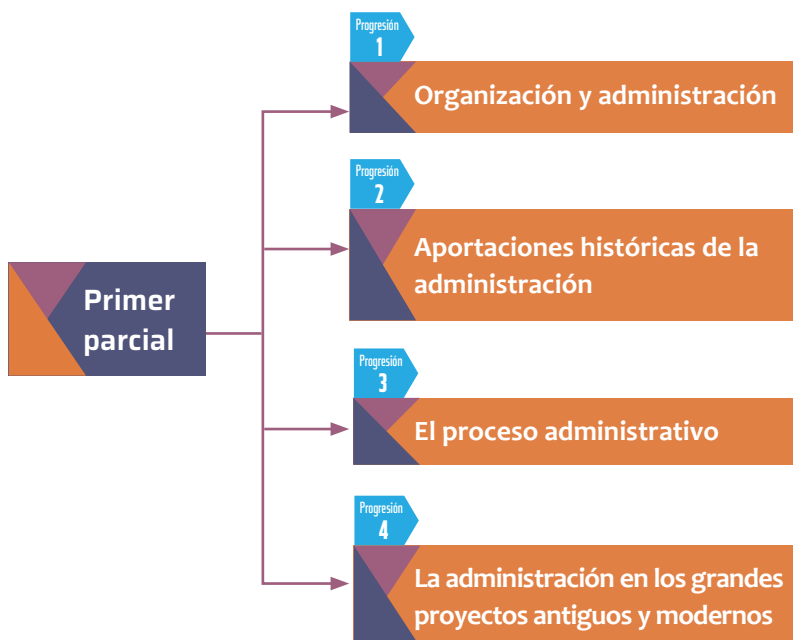 Progresión
1
Organización y administración
Progresión
2
Aportaciones históricas de la
administración
Primer
parcial
Progresión
3
El proceso administrativo
Progresión
4
La administración en los grandes
proyectos antiguos y modernos